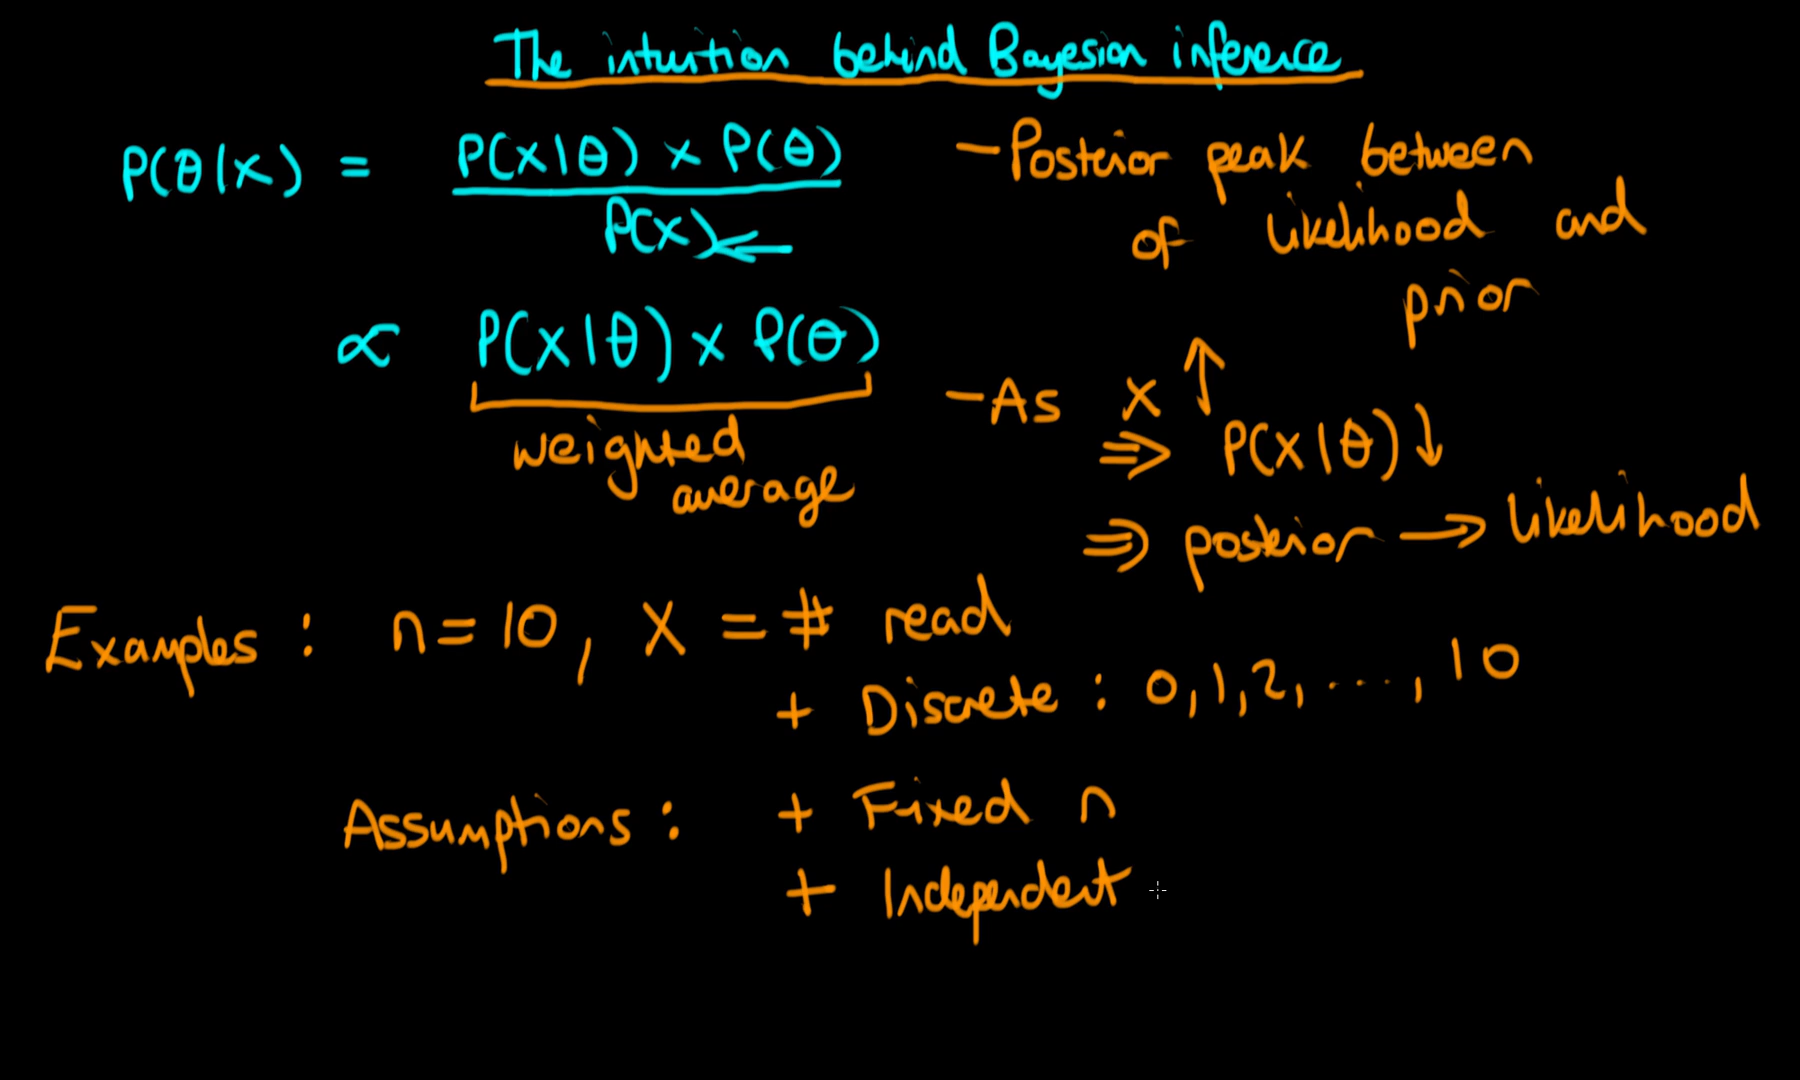 The intuition behind Bayesian inference
P(θ|x) = P(x|θ) × P(θ)
P(x) ←
∝ P(x|θ) × P(θ)
weighted
average
- Posterior peak between
of likelihood and
prior
- As x ↑
⇒ P(x|θ) ↓
⇒ posterior → likelihood
Examples : n = 10, X = # read
+ Discrete : 0, 1, 2, ..., 10
Assumptions : + Fixed n
+ Independent